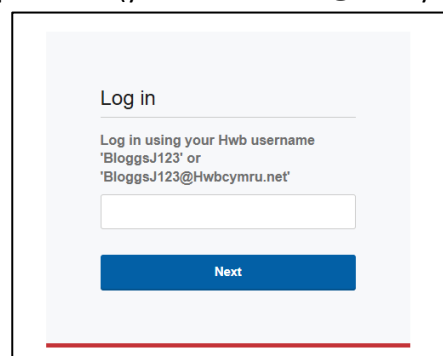 Log in
Log in using your Hwb username
'BloggsJ123' or
'BloggsJ123@Hwbcymru.net'
Next